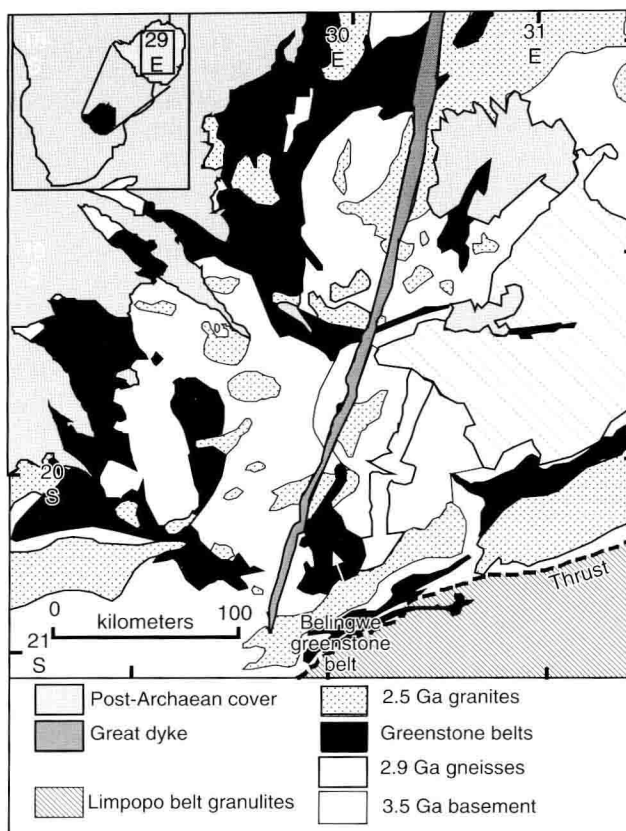 29
E
30
E
31
E
20
S
Thrust
0
100
kilometers
Belingwe
greenstone
belt
21
S
Post-Archaean cover
2.5 Ga granites
Great dyke
Greenstone belts
2.9 Ga gneisses
Limpopo belt granulites
3.5 Ga basement